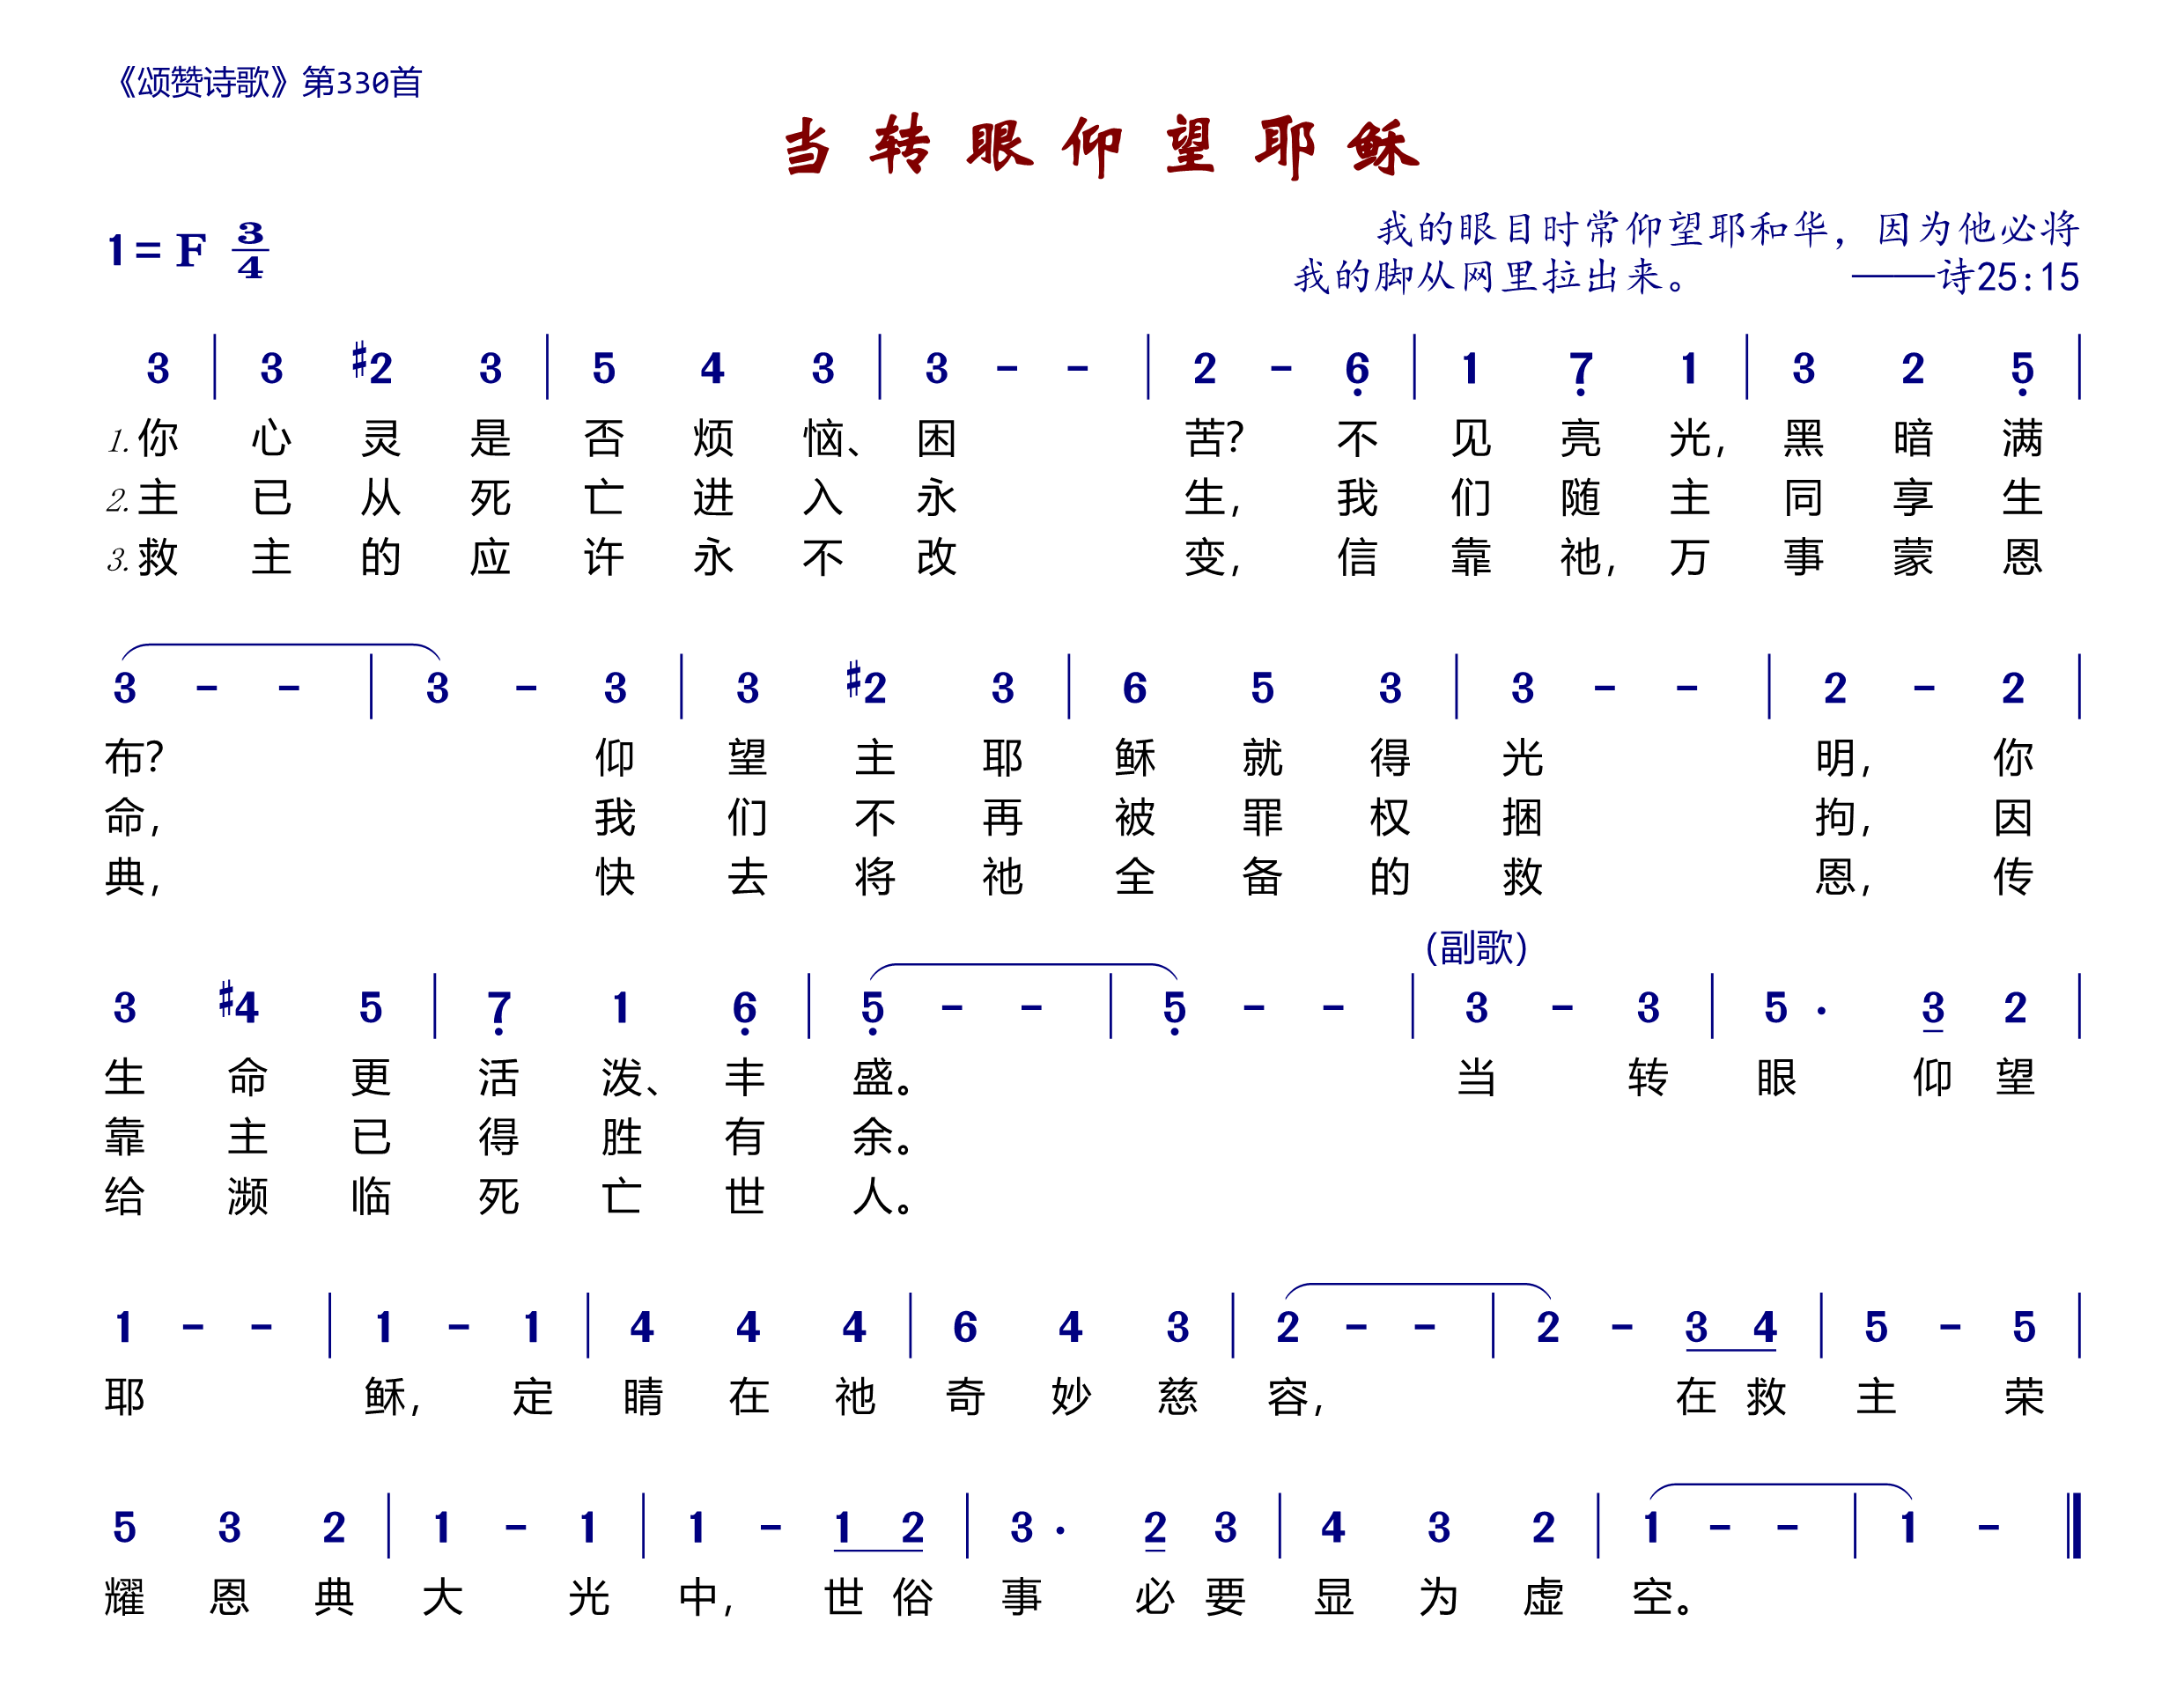 《颂赞诗歌》第330首
当转眼仰望耶稣
1= F 3/4
我的眼目时常仰望耶和华，因为他必将
我的脚从网里拉出来。 ——诗25:15
3 | 3 #2 3 | 5 4 3 | 3 - - | 2 - 6̣ | 1 7̣ 1 | 3 2 5̣ |
1.你心灵是否烦恼、困苦？不见亮光，黑暗满
2.主已从死亡进入永生，我们随主同享生
3.救主的应许永不改变，信靠祂，万事蒙恩
3 - - | 3 - 3 | 3 #2 3 | 6 5 3 | 3 - - | 2 - 2 |
布？仰望主耶稣就得光明，你
命，我们不再被罪权捆拘，因
典，快去将祂全备的救恩，传
(副歌)
3 #4 5 | 7̣ 1 6̣ | 5̣ - - | 5̣ - - | 3 - 3 | 5 · 3 2 |
生命更活泼、丰盛。当转眼仰望
靠主已得胜有余。
给濒临死亡世人。
1 - - | 1 - 1 | 4 4 4 | 6 4 3 | 2 - - | 2 - 3 4 | 5 - 5 |
耶稣，定睛在祂奇妙慈容，在救主荣
5 3 2 | 1 - 1 | 1 - 1 2 | 3 · 2 3 | 4 3 2 | 1 - - | 1 - ‖
耀恩典大光中，世俗事必要显为虚空。